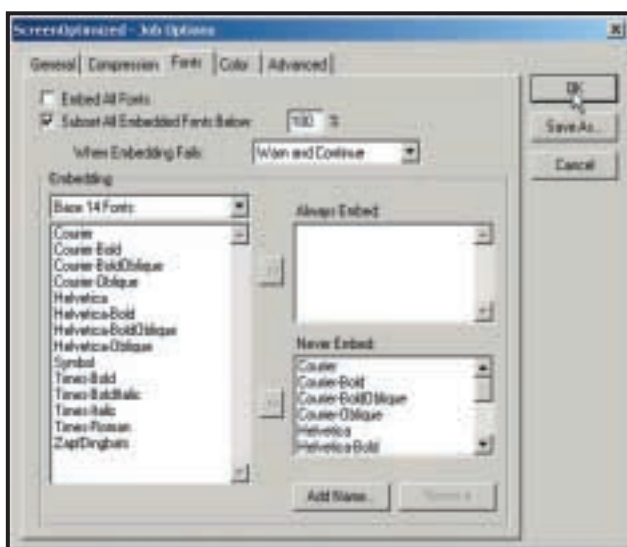 ScreenOptimized - Job Options
General Compression Fonts Color Advanced
Embed All Fonts
Subset All Embedded Fonts Below: 100 %
When Embedding Fails: Warn and Continue
OK
Save As...
Cancel
Embedding
Base 14 Fonts
Courier
Courier-Bold
Courier-BoldOblique
Courier-Oblique
Helvetica
Helvetica-Bold
Helvetica-BoldOblique
Helvetica-Oblique
Symbol
Times-Bold
Times-BoldItalic
Times-Italic
Times-Roman
ZapfDingbats
Always Embed:
Never Embed:
Courier
Courier-Bold
Courier-BoldOblique
Courier-Oblique
Helvetica
Helvetica-Bold
Add Name...